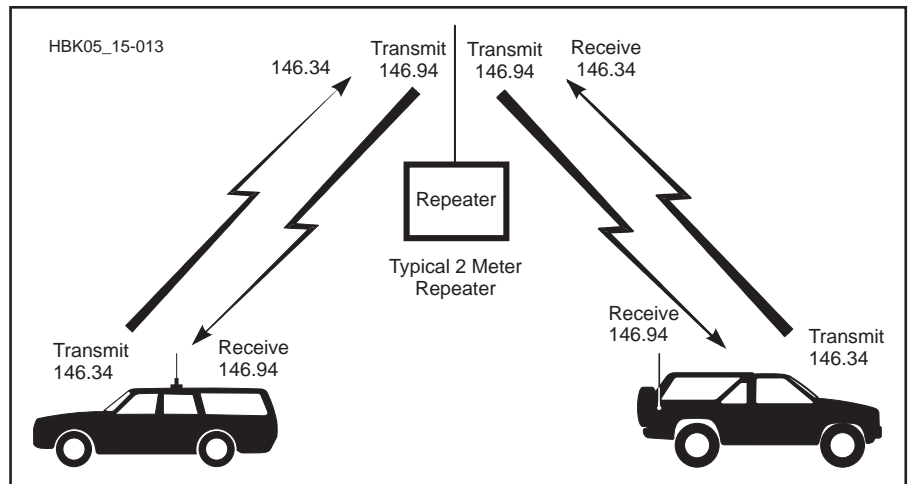 HBK05_15-013
146.34
Transmit
146.94
Transmit
146.94
Receive
146.34
Repeater
Typical 2 Meter
Repeater
Transmit
146.34
Receive
146.94
Receive
146.94
Transmit
146.34